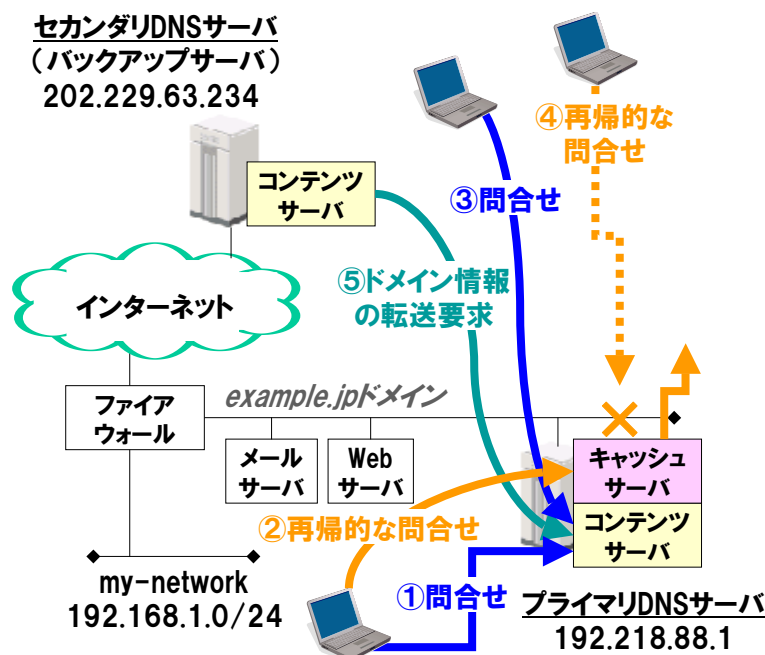 セカンダリDNSサーバ
(バックアップサーバ)
202.229.63.234
コンテンツ
サーバ
③問合せ
④再帰的な
問合せ
⑤ドメイン情報
の転送要求
インターネット
example.jpドメイン
ファイア
ウォール
メール
サーバ
Web
サーバ
キャッシュ
サーバ
コンテンツ
サーバ
②再帰的な問合せ
①問合せ
my-network
192.168.1.0/24
プライマリDNSサーバ
192.218.88.1